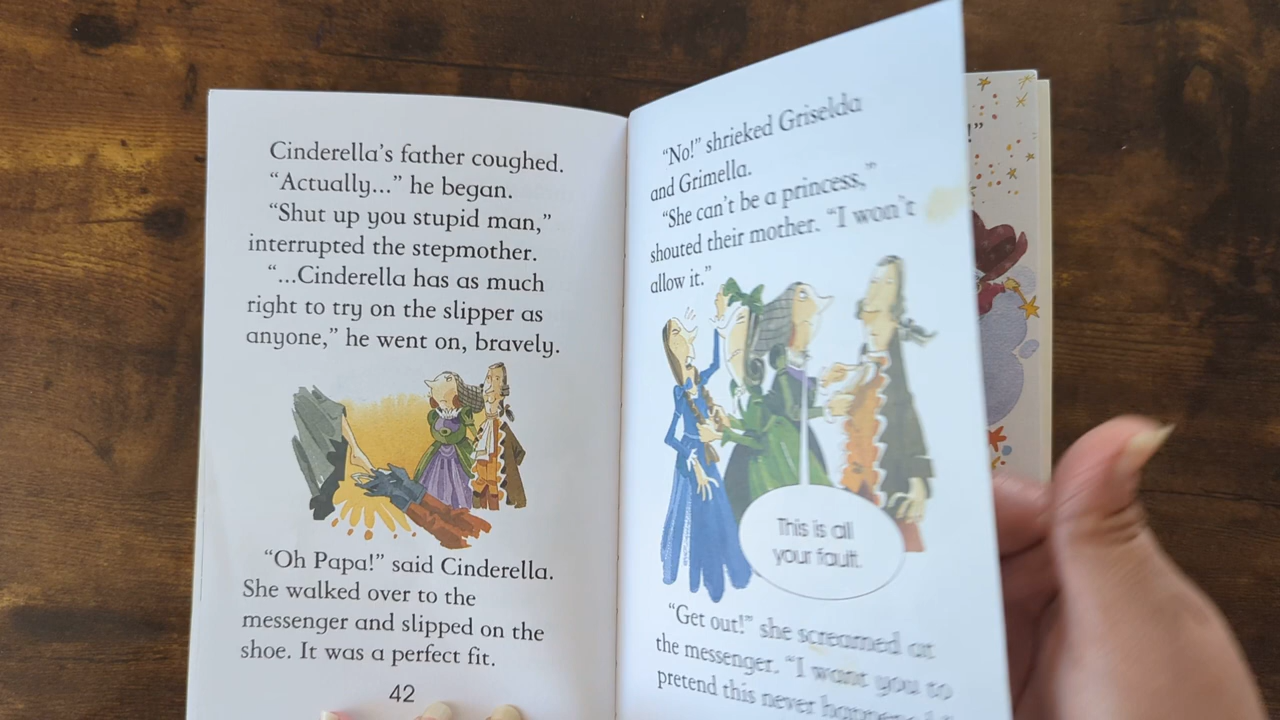 Cinderella's father coughed.
“Actually...” he began.
“Shut up you stupid man,”
interrupted the stepmother.
“...Cinderella has as much
right to try on the slipper as
anyone,” he went on, bravely.
“Oh Papa!” said Cinderella.
She walked over to the
messenger and slipped on the
shoe. It was a perfect fit.
42
“No!” shrieked Griselda
and Grimella.
“She can't be a princess,”
shouted their mother. “I won't
allow it.”
This is all
your fault.
“Get out!” she screamed at
the messenger. “I want you to
pretend this never
!”